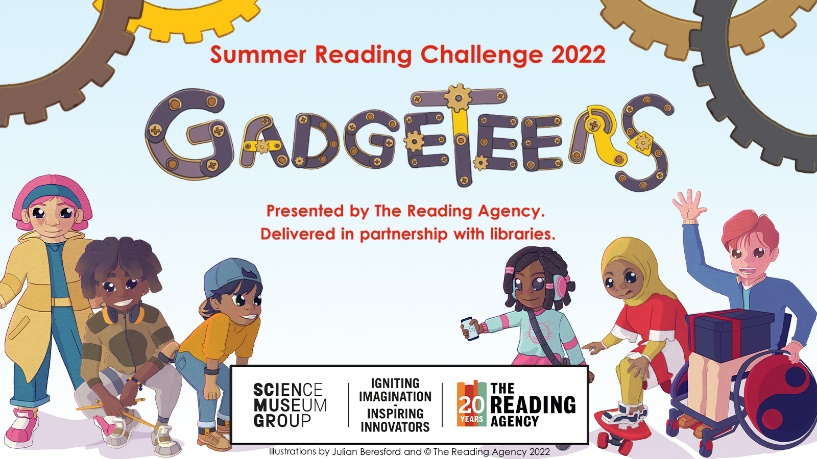 Summer Reading Challenge 2022
GADGETEERS
Presented by The Reading Agency.
Delivered in partnership with libraries.
SCIENCE
MUSEUM
GROUP
IGNITING
IMAGINATION
-
INSPIRING
INNOVATORS
20
YEARS
THE
READING
AGENCY
Illustrations by Julian Beresford and © The Reading Agency 2022